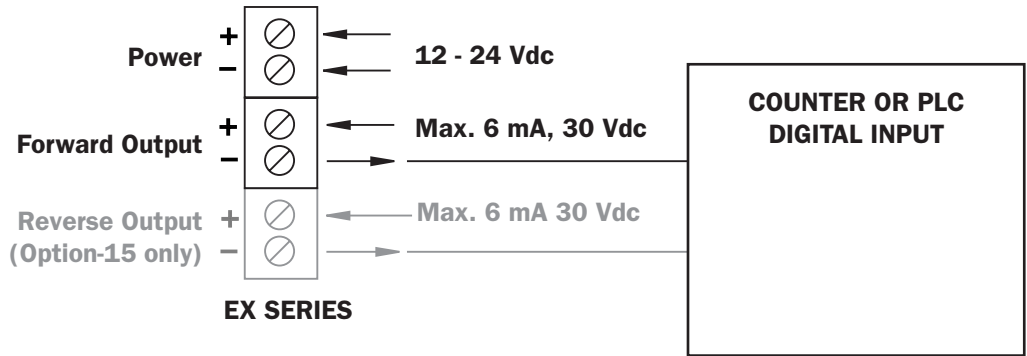 Power + 12 - 24 Vdc
−
Forward Output + Max. 6 mA, 30 Vdc
−
Reverse Output + Max. 6 mA 30 Vdc
(Option-15 only) −
EX SERIES
COUNTER OR PLC
DIGITAL INPUT